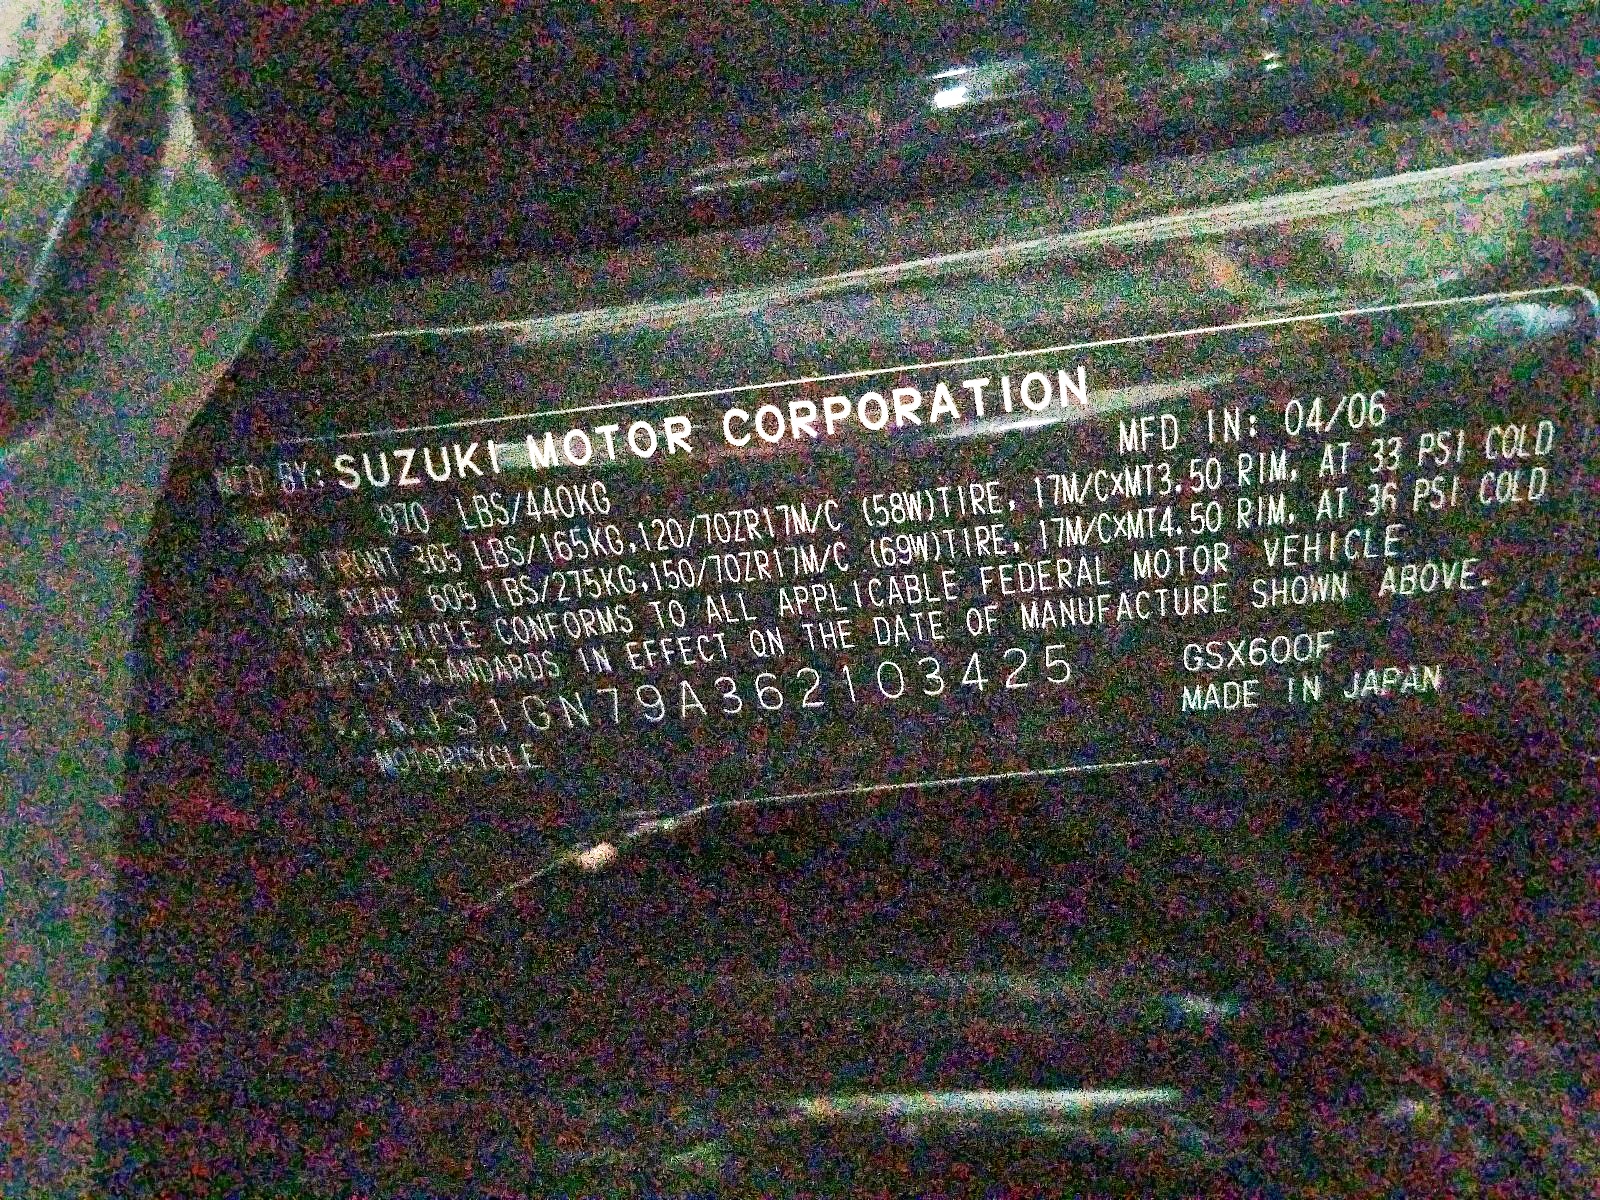 MFD BY: SUZUKI MOTOR CORPORATION
MFD IN: 04/06
970 LBS/440KG
FRONT 365 LBS/165KG,120/70ZR17M/C (58W)TIRE, 17M/CXMT3.50 RIM, AT 33 PSI COLD
REAR 605 LBS/275KG,150/70ZR17M/C (69W)TIRE, 17M/CXMT4.50 RIM, AT 36 PSI COLD
THIS VEHICLE CONFORMS TO ALL APPLICABLE FEDERAL MOTOR VEHICLE
SAFETY STANDARDS IN EFFECT ON THE DATE OF MANUFACTURE SHOWN ABOVE.
JS1GN79A362103425
GSX600F
MOTORCYCLE
MADE IN JAPAN